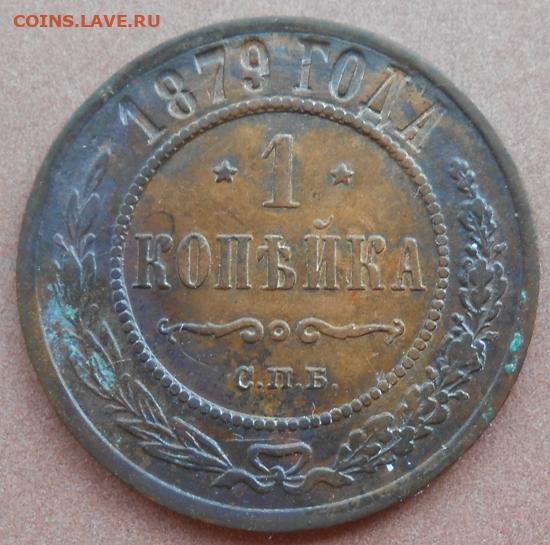 COINS.LAVE.RU
1879 ГОДА
1
КОПѢЙКА
С.П.Б.